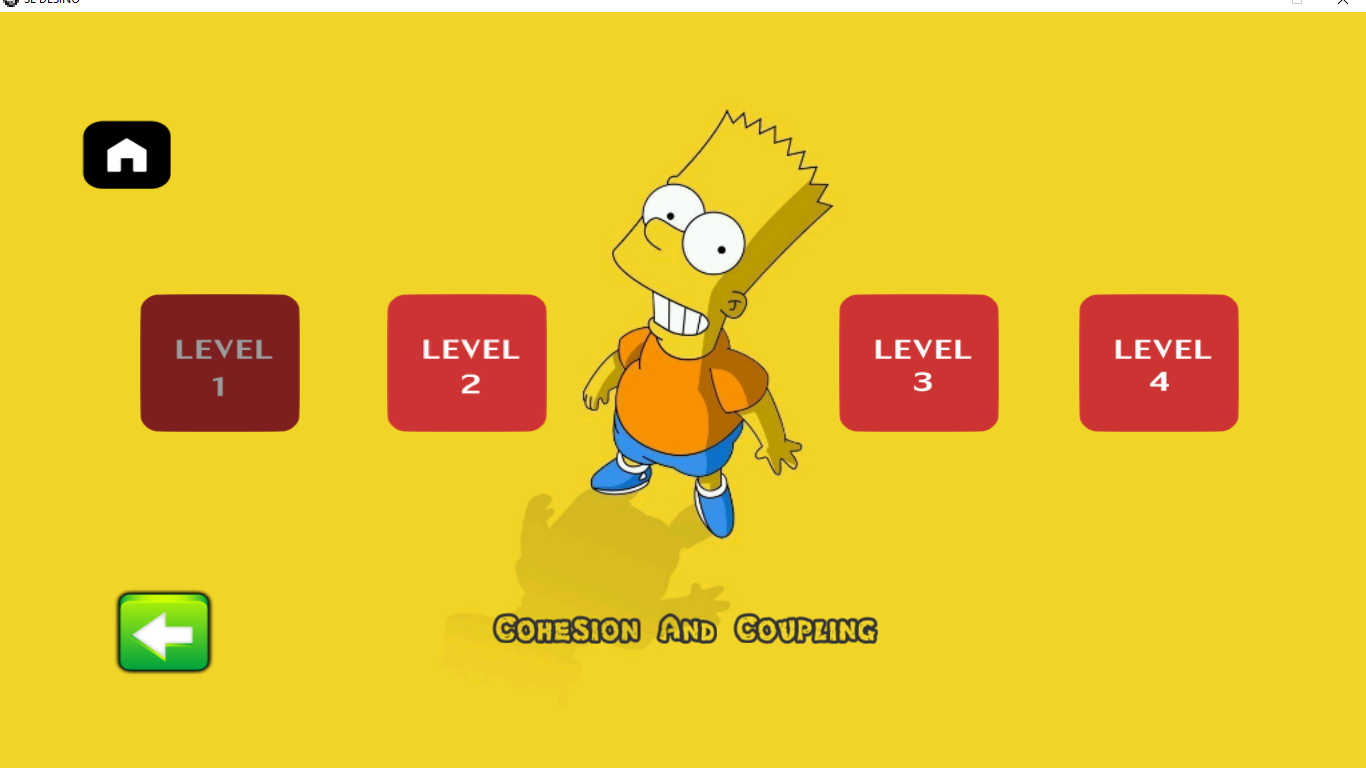 LEVEL
1
LEVEL
2
LEVEL
3
LEVEL
4
COHESION AND COUPLING